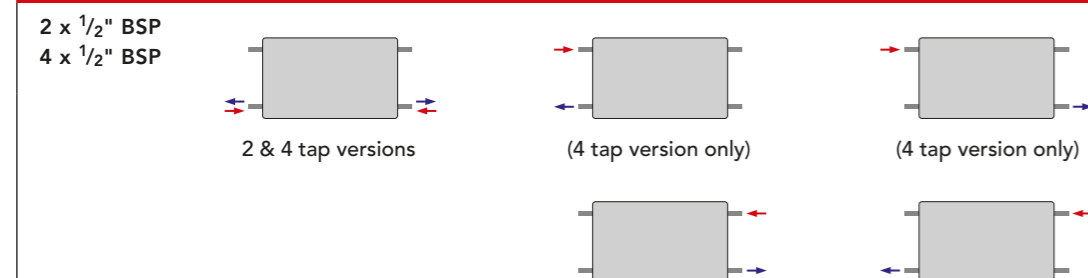 2 x 1/2" BSP
4 x 1/2" BSP
2 & 4 tap versions
(4 tap version only)
(4 tap version only)